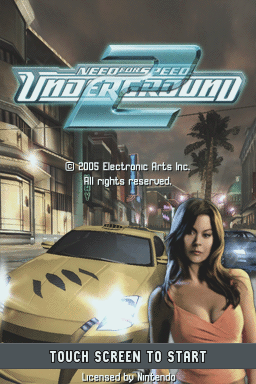 NEED FOR SPEED
UNDERGROUND
2
© 2005 Electronic Arts Inc.
All rights reserved.
TOUCH SCREEN TO START
Licensed by Nintendo